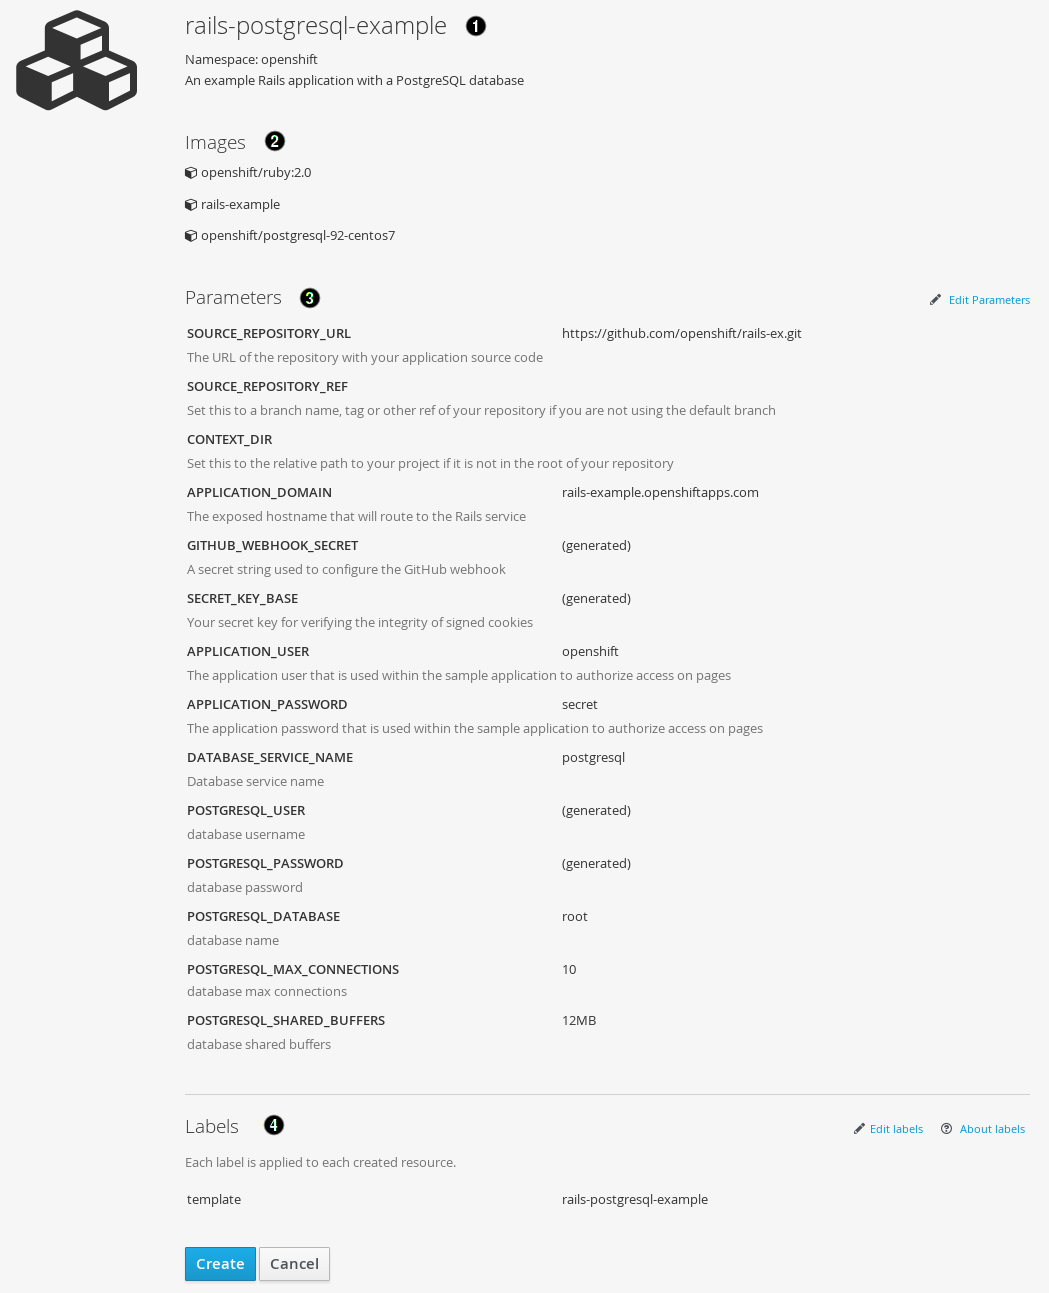 rails-postgresql-example 1
Namespace: openshift
An example Rails application with a PostgreSQL database
Images 2
openshift/ruby:2.0
rails-example
openshift/postgresql-92-centos7
Parameters 3 Edit Parameters
SOURCE_REPOSITORY_URL https://github.com/openshift/rails-ex.git
The URL of the repository with your application source code
SOURCE_REPOSITORY_REF
Set this to a branch name, tag or other ref of your repository if you are not using the default branch
CONTEXT_DIR
Set this to the relative path to your project if it is not in the root of your repository
APPLICATION_DOMAIN rails-example.openshiftapps.com
The exposed hostname that will route to the Rails service
GITHUB_WEBHOOK_SECRET (generated)
A secret string used to configure the GitHub webhook
SECRET_KEY_BASE (generated)
Your secret key for verifying the integrity of signed cookies
APPLICATION_USER openshift
The application user that is used within the sample application to authorize access on pages
APPLICATION_PASSWORD secret
The application password that is used within the sample application to authorize access on pages
DATABASE_SERVICE_NAME postgresql
Database service name
POSTGRESQL_USER (generated)
database username
POSTGRESQL_PASSWORD (generated)
database password
POSTGRESQL_DATABASE root
database name
POSTGRESQL_MAX_CONNECTIONS 10
database max connections
POSTGRESQL_SHARED_BUFFERS 12MB
database shared buffers
Labels 4 Edit labels About labels
Each label is applied to each created resource.
template rails-postgresql-example
Create Cancel